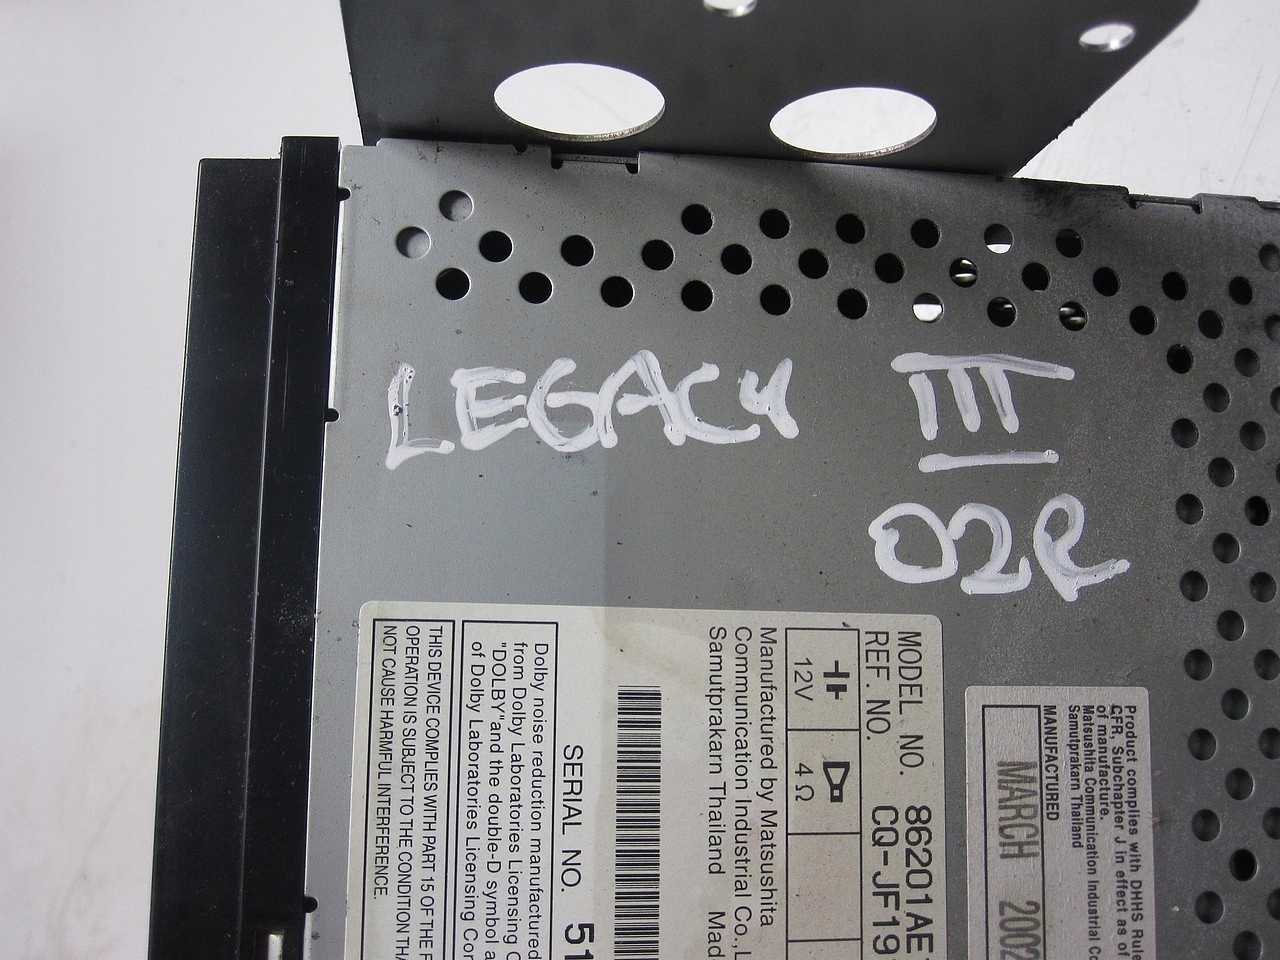 LEGACY III
02R
MODEL NO. 86201AE
REF. NO. CQ-JF19
12V 4Ω
Manufactured by Matsushita
Communication Industrial Co.,L
Samutprakarn Thailand Mad
SERIAL NO. 51
Dolby noise reduction manufactured
from Dolby Laboratories Licensing C
"DOLBY"and the double-D symbol a
of Dolby Laboratories Licensing Cor
THIS DEVICE COMPLIES WITH PART 15 OF THE F
OPERATION IS SUBJECT TO THE CONDITION THA
NOT CAUSE HARMFUL INTERFERENCE.
Product complies with DHHS Rule
CFR, Subchapter J in effect as of
of manufacture.
Matsushita Communication Industrial C
Samutprakarn Thailand
MANUFACTURED
MARCH 2002